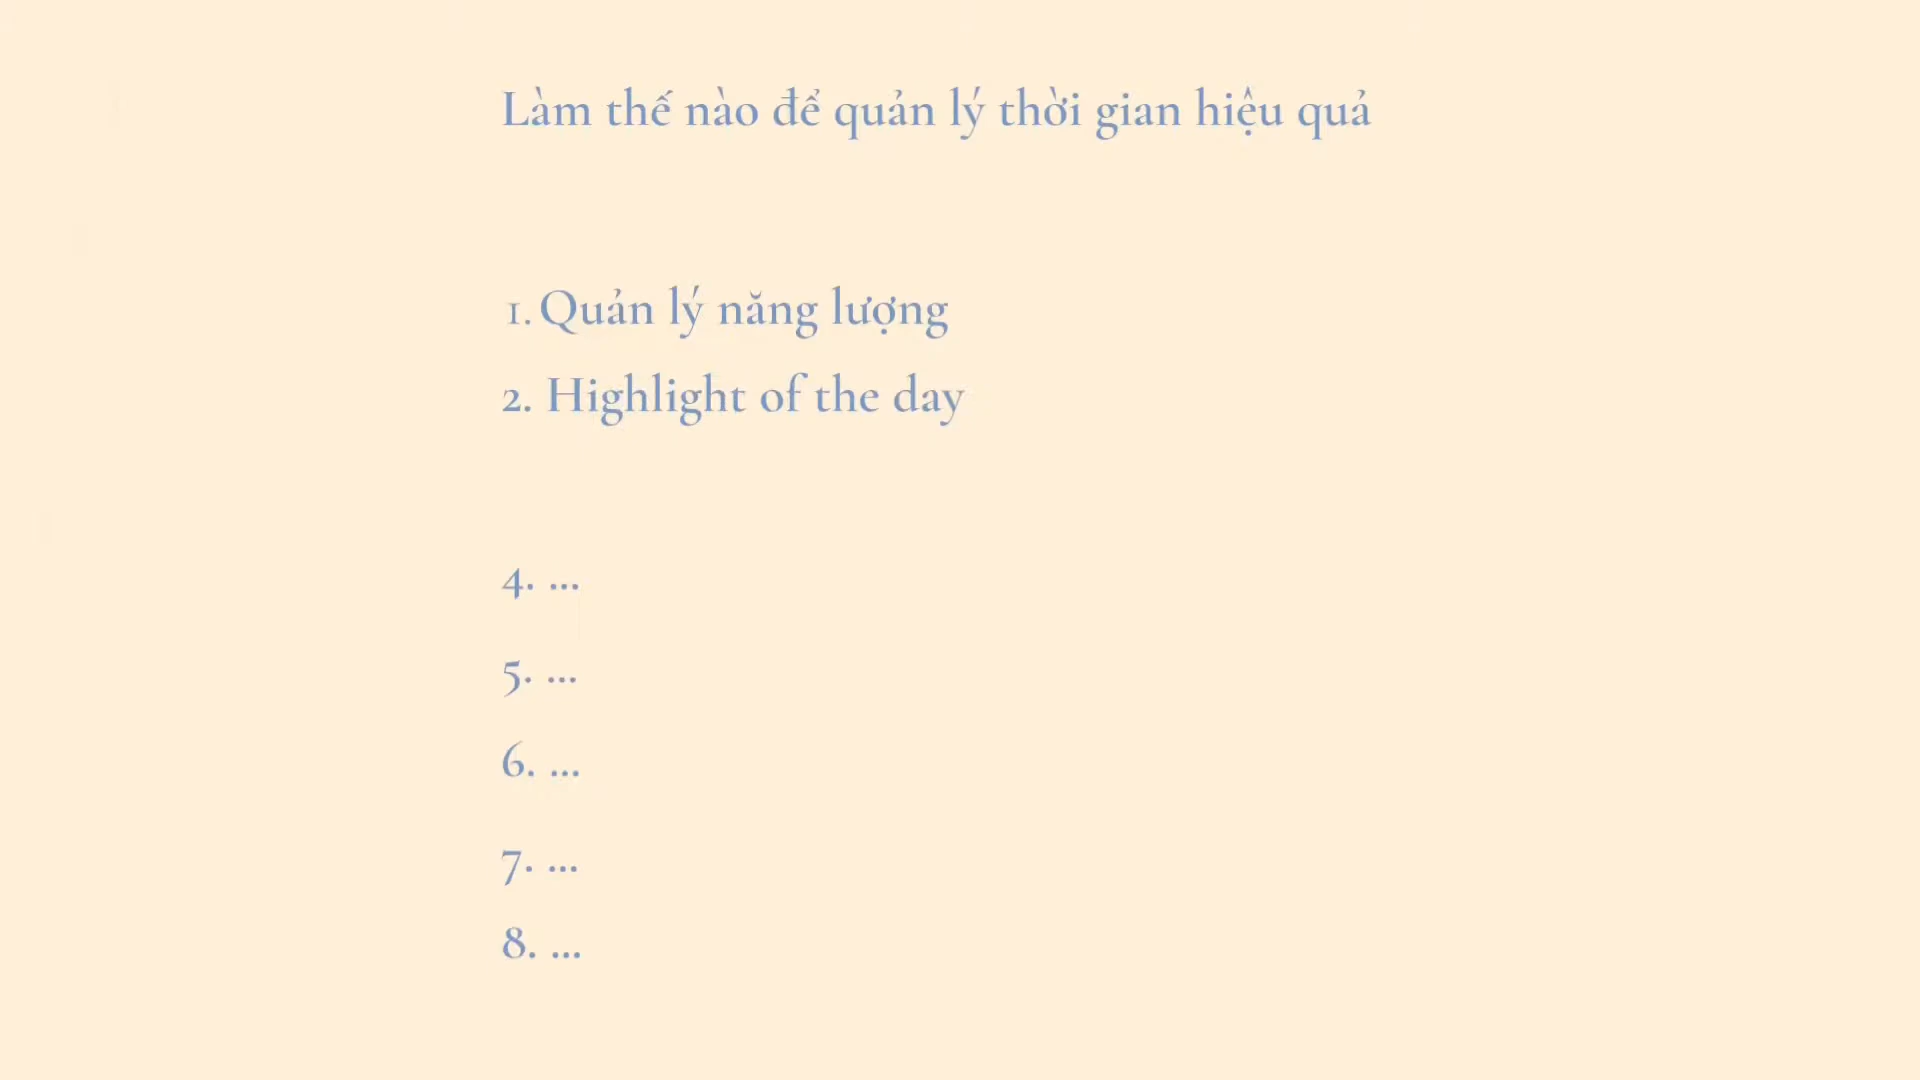 Làm thế nào để quản lý thời gian hiệu quả
1. Quản lý năng lượng
2. Highlight of the day
4. ...
5. ...
6. ...
7. ...
8. ...